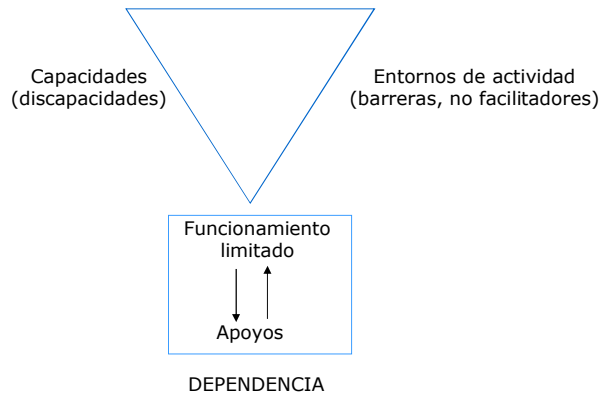 Capacidades
(discapacidades)
Entornos de actividad
(barreras, no facilitadores)
Funcionamiento
limitado
Apoyos
DEPENDENCIA